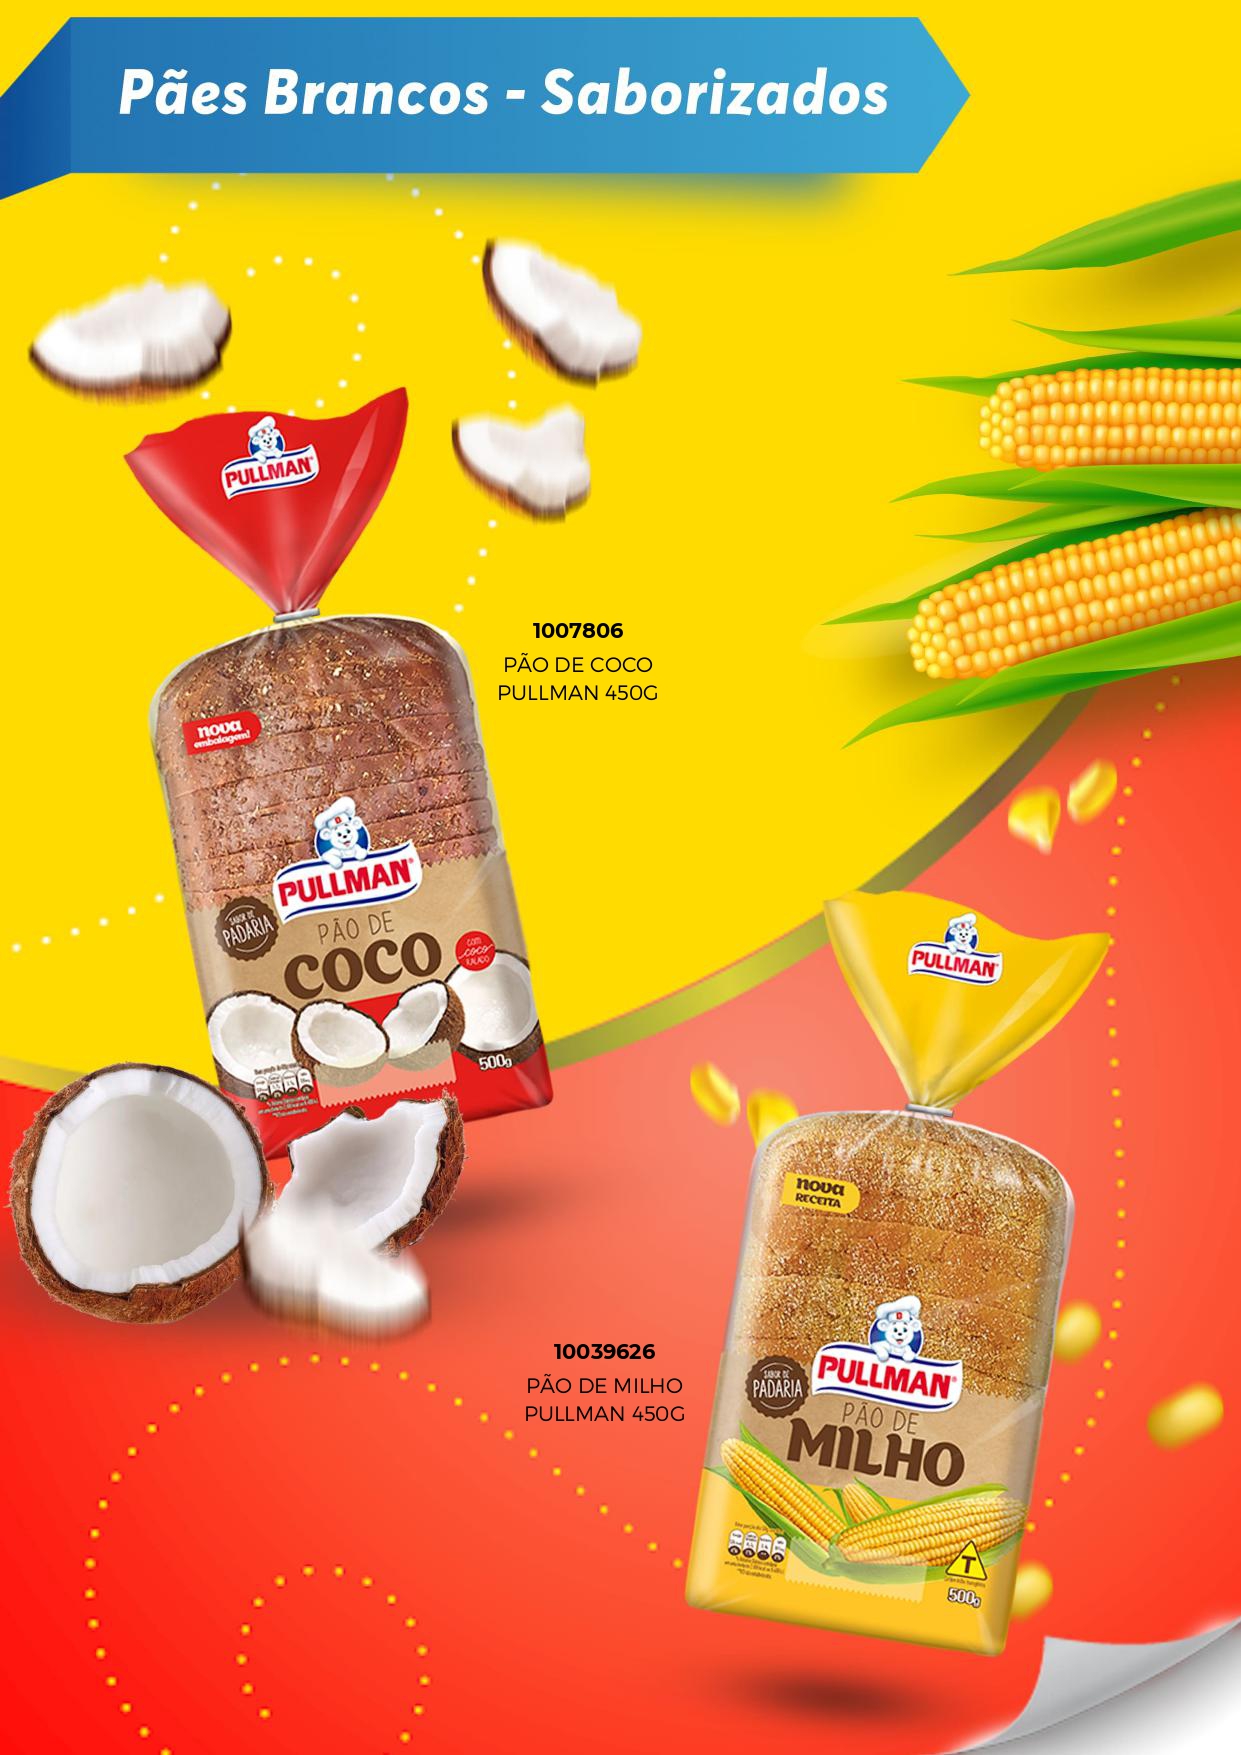 Pães Brancos - Saborizados
PULLMAN
1007806
PÃO DE COCO
PULLMAN 450G
nova
embalagem!
PULLMAN
SABOR DE
PADARIA
PÃO DE
COCO
com
coco
RALADO
500g
PULLMAN
nova
RECEITA
10039626
PÃO DE MILHO
PULLMAN 450G
SABOR DE
PADARIA
PULLMAN
PÃO DE
MILHO
T
500g